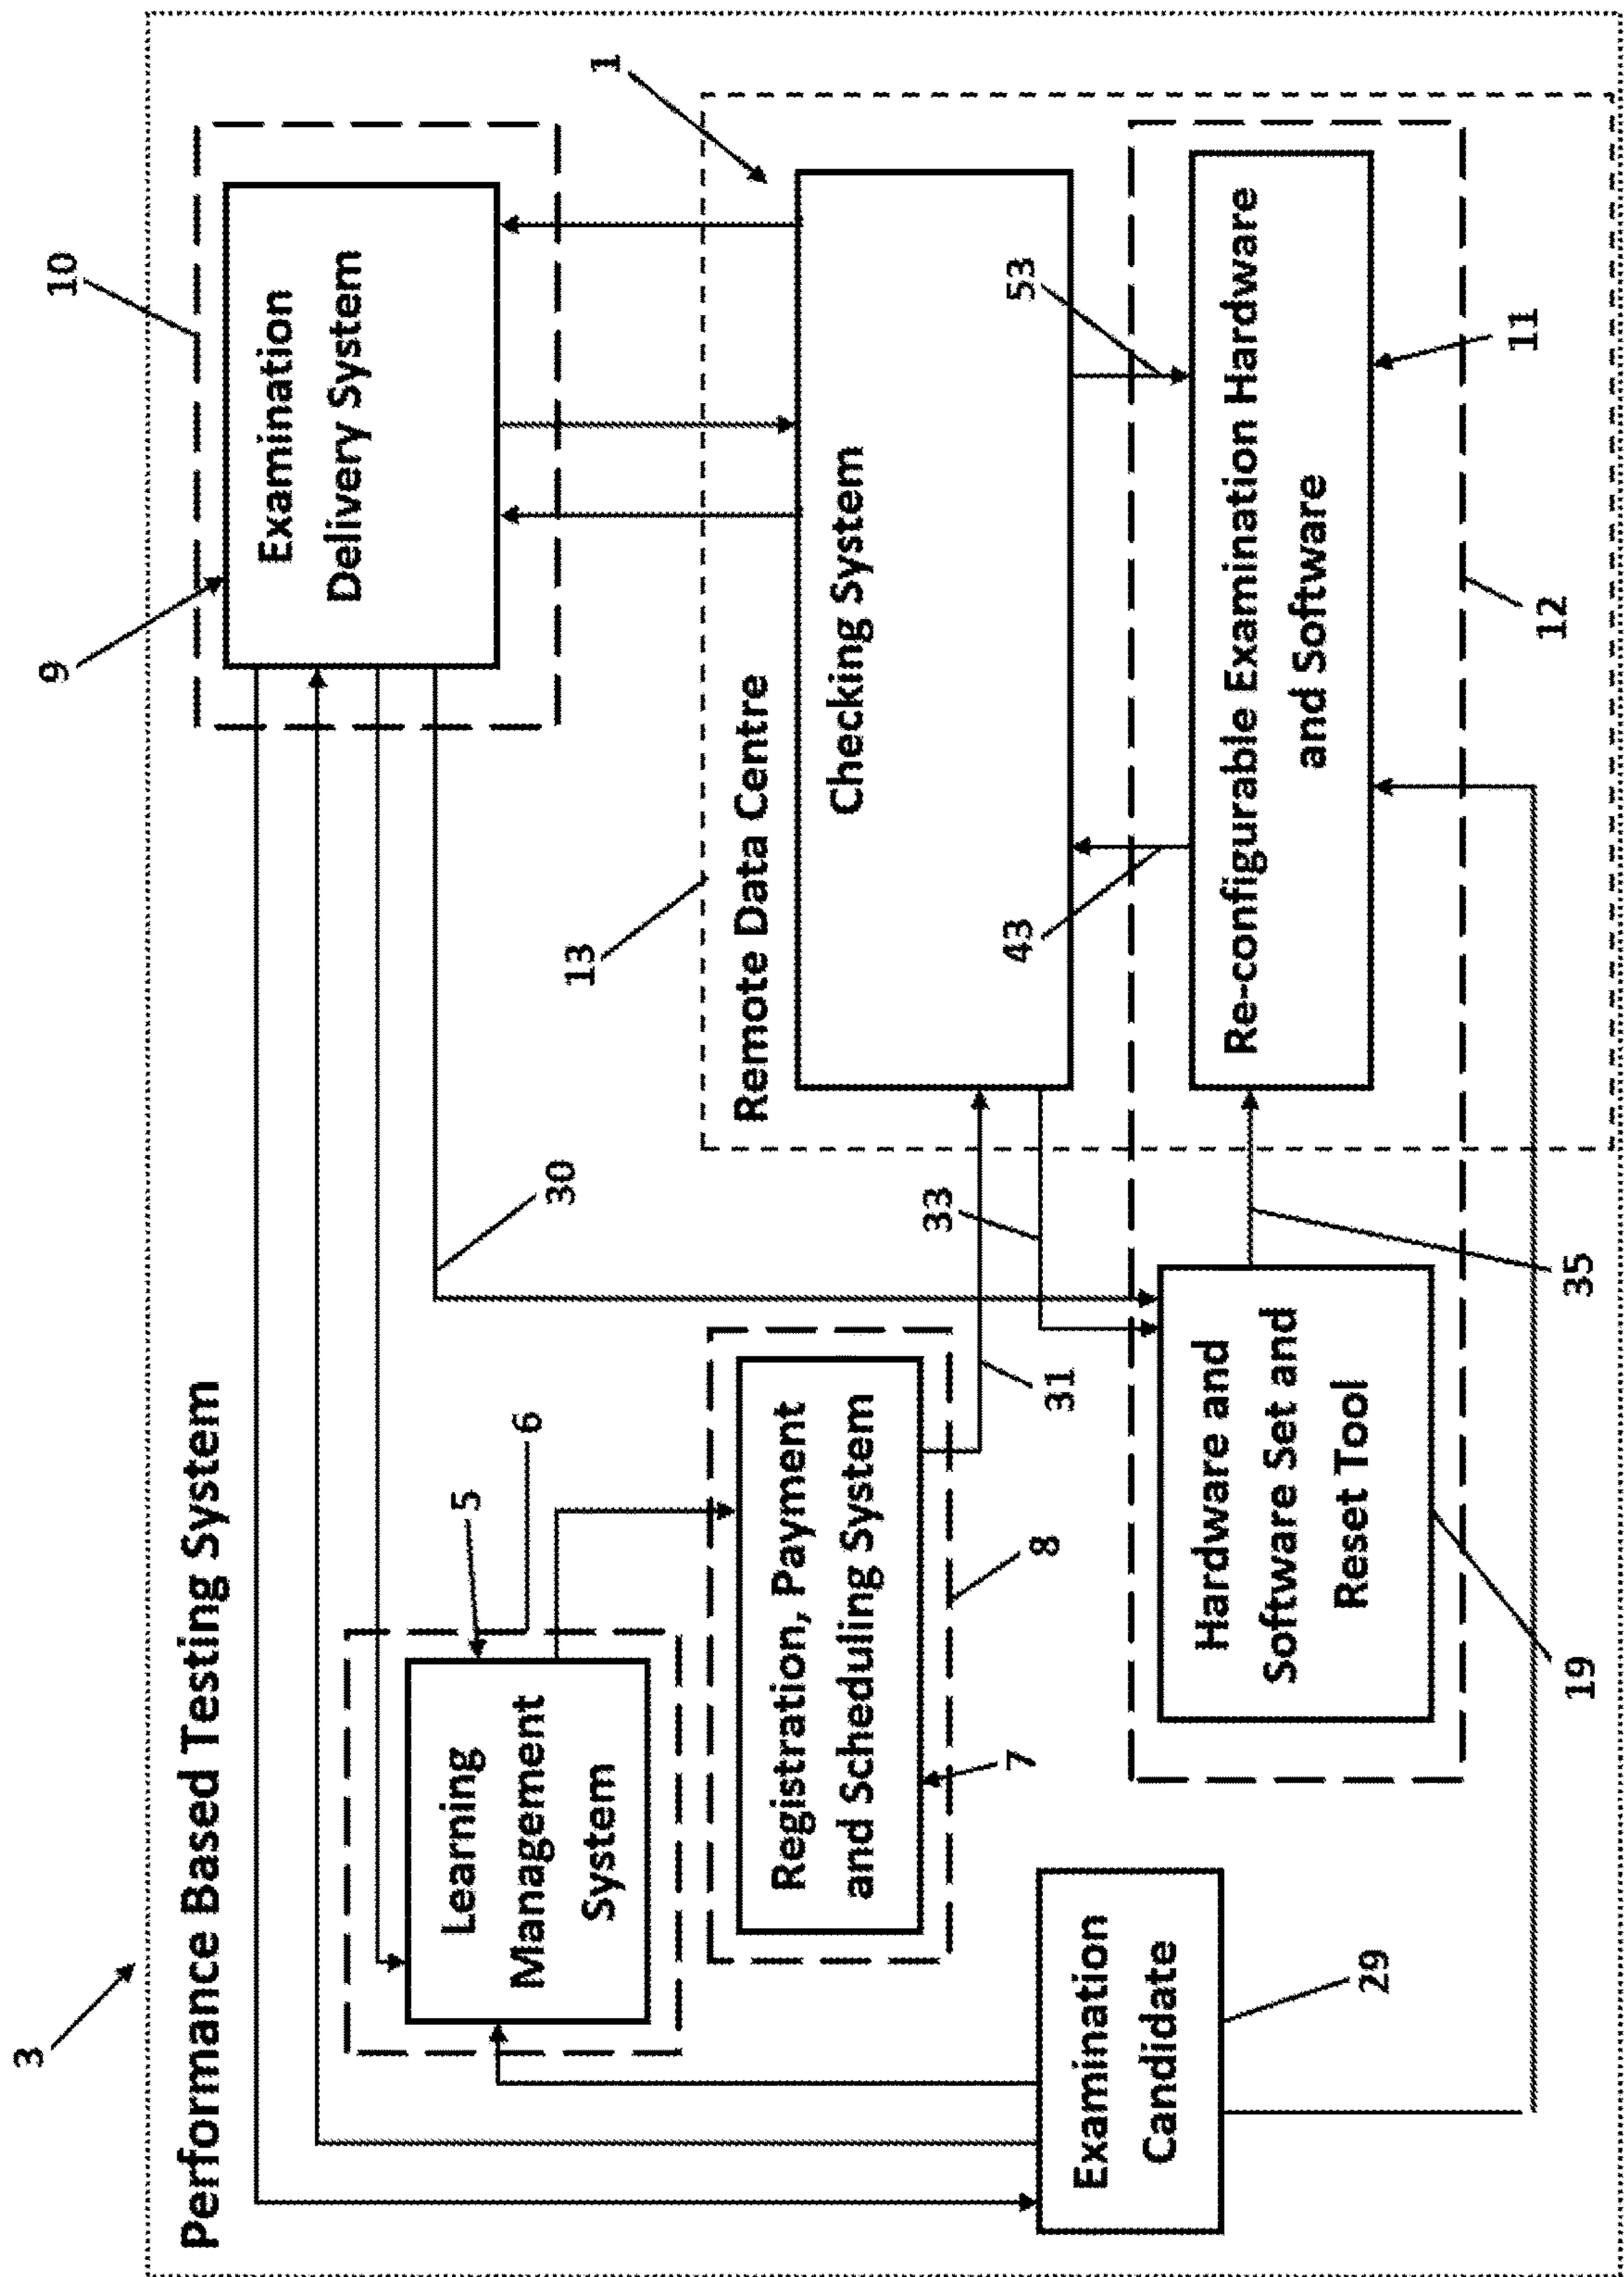 3
Performance Based Testing System
9
10
Examination
Delivery System
5
6
Learning
Management
System
30
13
1
Remote Data Centre
Registration, Payment
and Scheduling System
7
8
31
33
Checking System
43
53
Examination
Candidate
29
Hardware and
Software Set and
Reset Tool
19
35
Re-configurable Examination Hardware
and Software
12
11